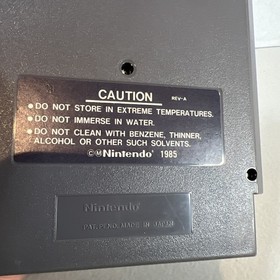 CAUTION REV-A
• DO NOT STORE IN EXTREME TEMPERATURES.
• DO NOT IMMERSE IN WATER.
• DO NOT CLEAN WITH BENZENE, THINNER,
ALCOHOL OR OTHER SUCH SOLVENTS.
©M Nintendo® 1985
Nintendo
MADE IN JAPAN